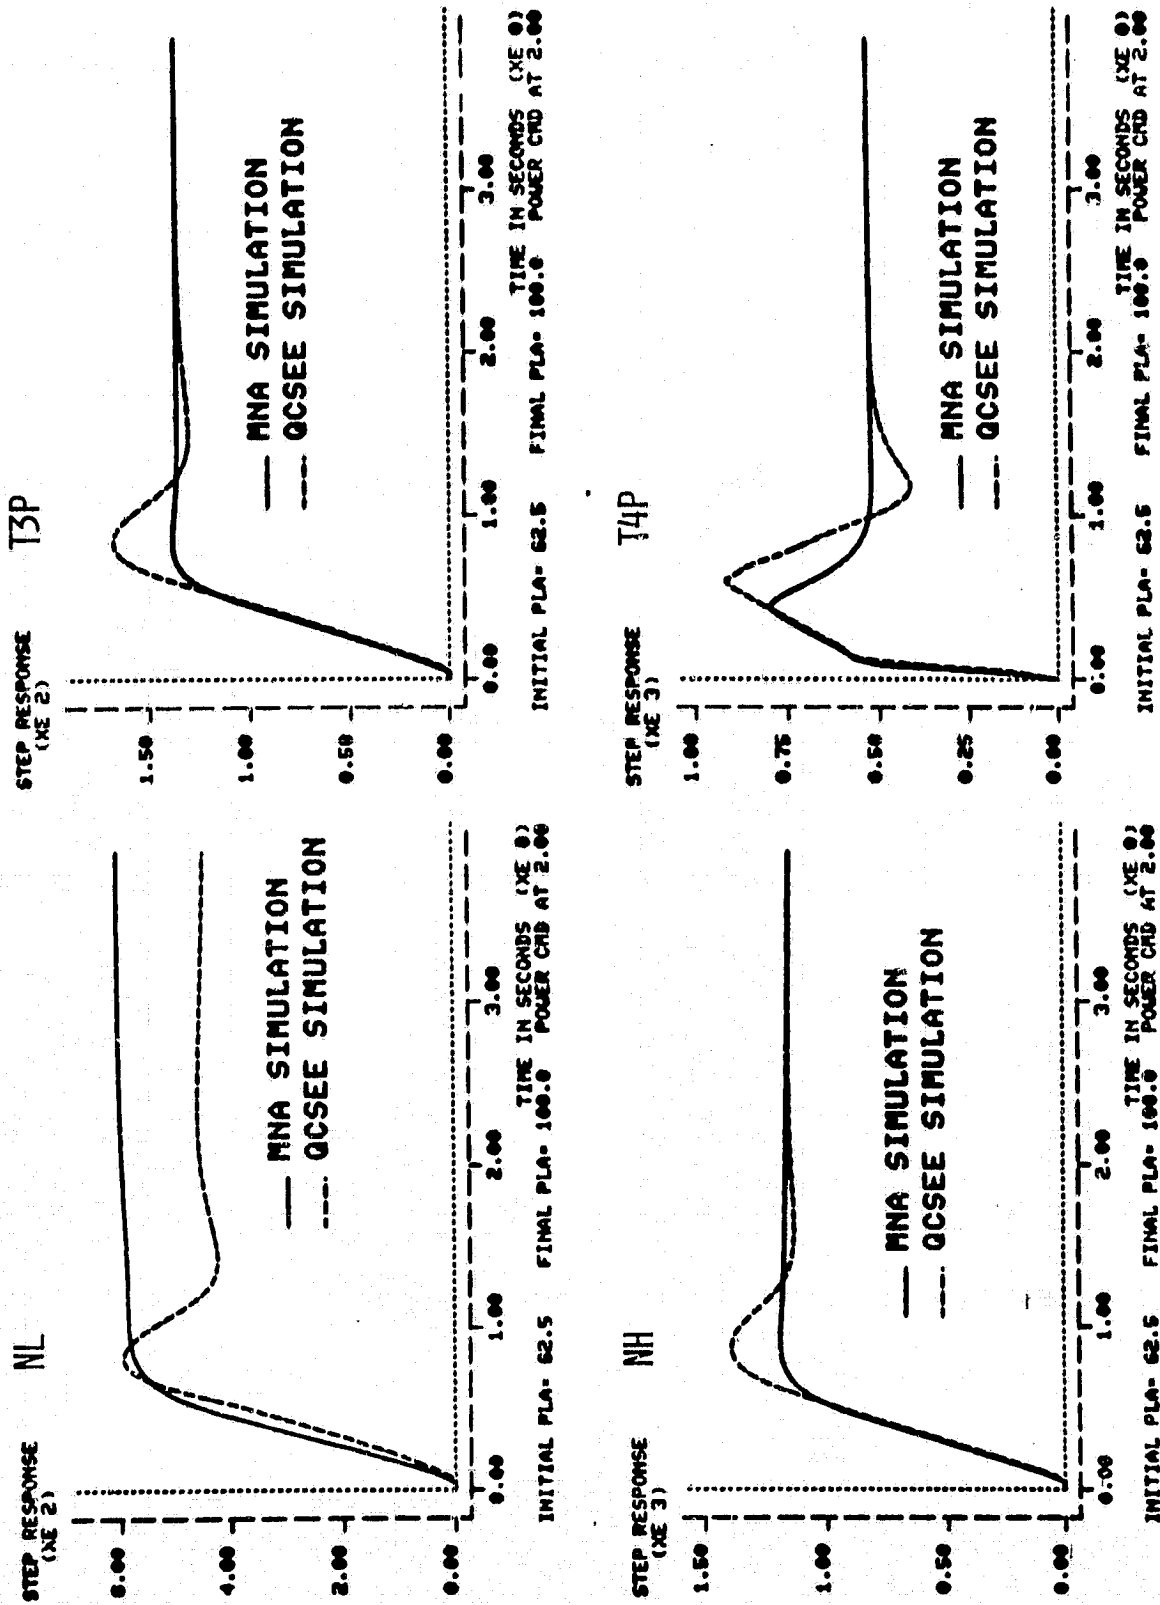 NL
STEP RESPONSE
(XE 2)
6.00
4.00
2.00
0.00
MNA SIMULATION
QCSEE SIMULATION
0.00 1.00 2.00 3.00
TIME IN SECONDS (XE 0)
INITIAL PLA= 62.5 FINAL PLA= 100.0 POWER CMD AT 2.00
T3P
STEP RESPONSE
(XE 2)
1.50
1.00
0.50
0.00
MNA SIMULATION
QCSEE SIMULATION
0.00 1.00 2.00 3.00
TIME IN SECONDS (XE 0)
INITIAL PLA= 62.5 FINAL PLA= 100.0 POWER CMD AT 2.00
NH
STEP RESPONSE
(XE 3)
1.50
1.00
0.50
0.00
MNA SIMULATION
QCSEE SIMULATION
0.00 1.00 2.00 3.00
TIME IN SECONDS (XE 0)
INITIAL PLA= 62.5 FINAL PLA= 100.0 POWER CMD AT 2.00
T4P
STEP RESPONSE
(XE 3)
1.00
0.75
0.50
0.25
0.00
MNA SIMULATION
QCSEE SIMULATION
0.00 1.00 2.00 3.00
TIME IN SECONDS (XE 0)
INITIAL PLA= 62.5 FINAL PLA= 100.0 POWER CMD AT 2.00